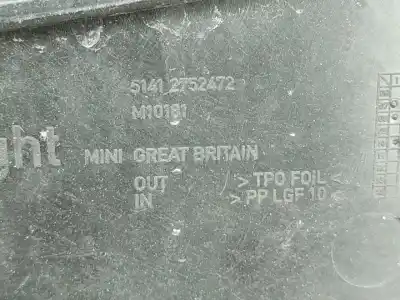 5141 2752472
M10181
ght
MINI GREAT BRITAIN
OUT >TPO FOIL<
IN >PP LGF 10<